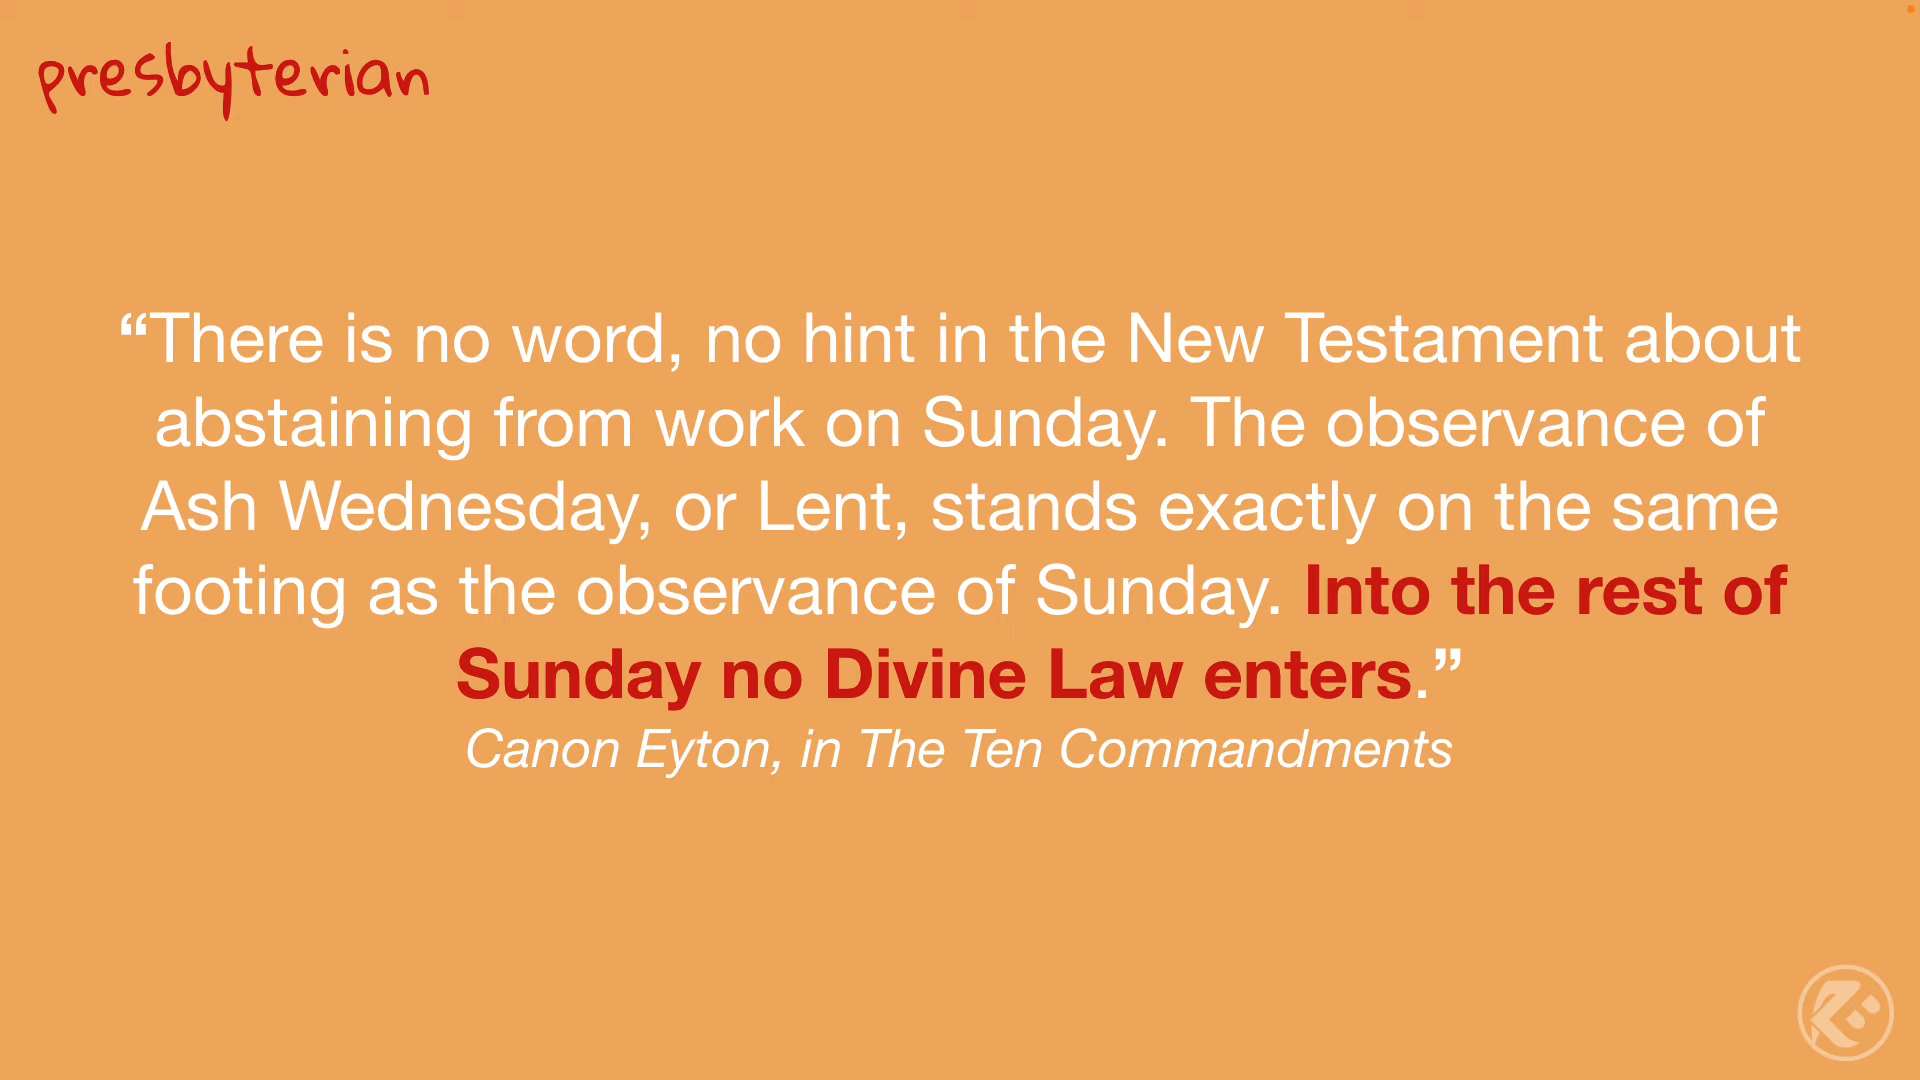 presbyterian
“There is no word, no hint in the New Testament about
abstaining from work on Sunday. The observance of
Ash Wednesday, or Lent, stands exactly on the same
footing as the observance of Sunday. Into the rest of
Sunday no Divine Law enters.”
Canon Eyton, in The Ten Commandments